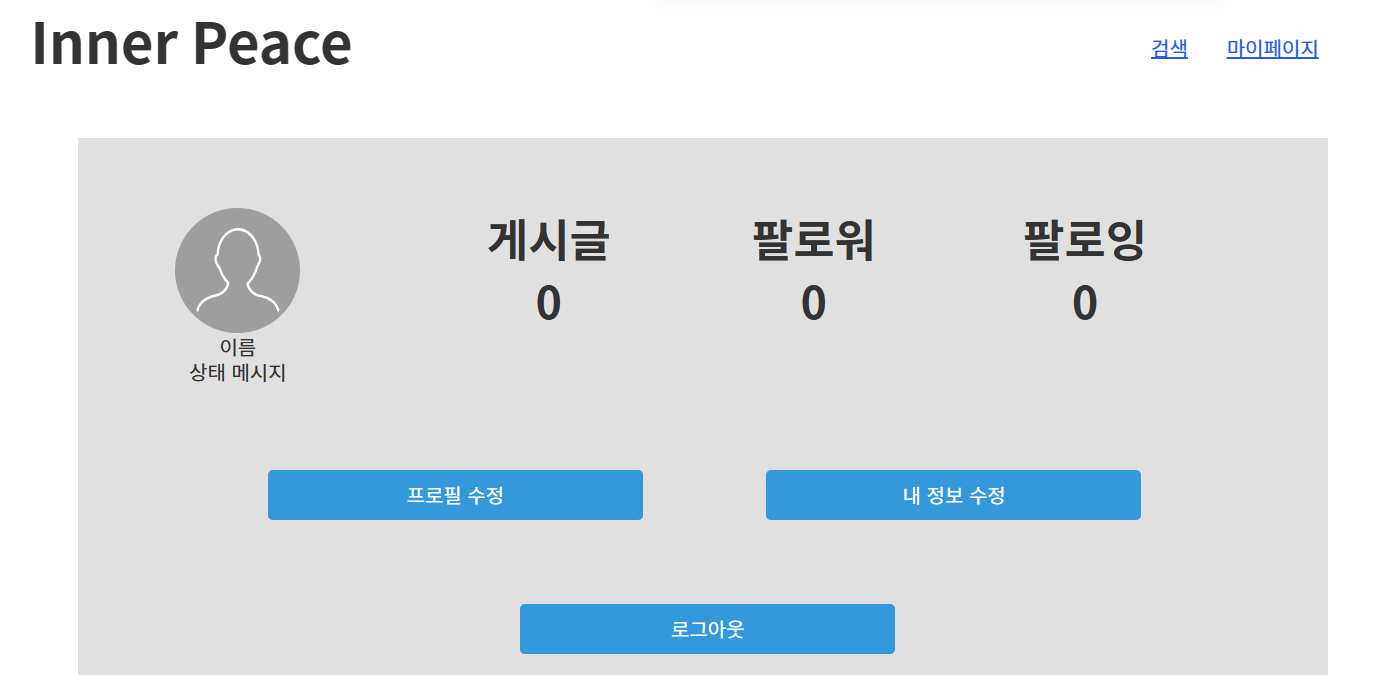 Inner Peace
검색 마이페이지
게시글 팔로워 팔로잉
0 0 0
이름
상태 메시지
프로필 수정 내 정보 수정
로그아웃